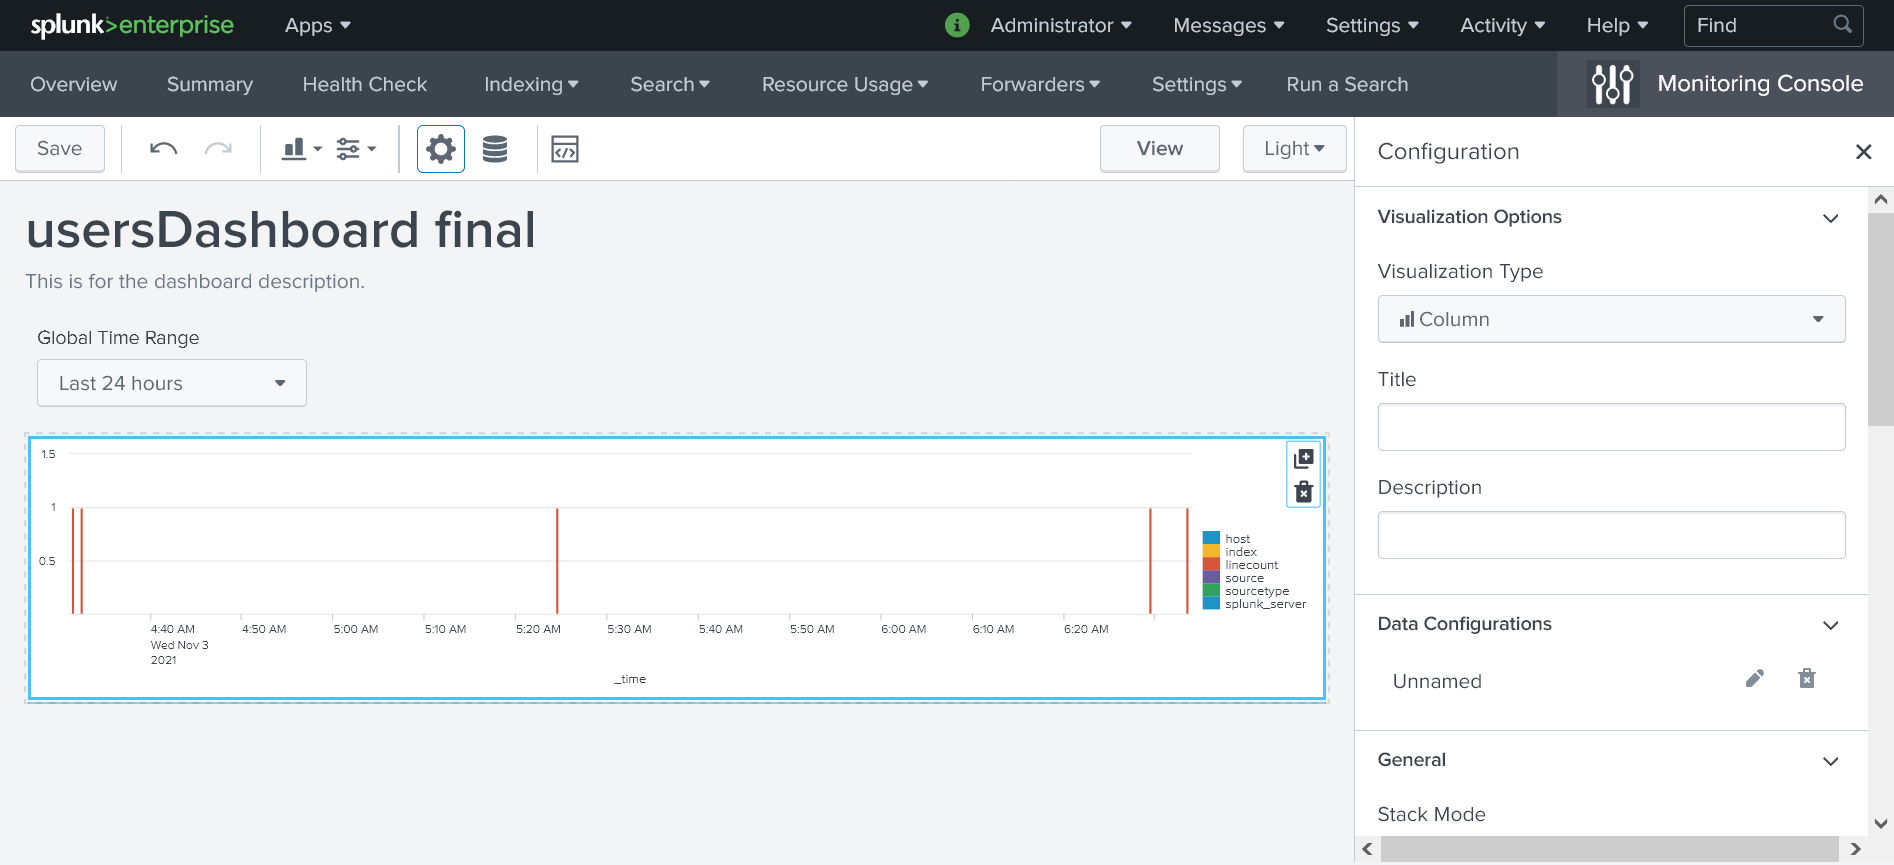 splunk>enterprise Apps Administrator Messages Settings Activity Help Find
Overview Summary Health Check Indexing Search Resource Usage Forwarders Settings Run a Search Monitoring Console
Save View Light
usersDashboard final
This is for the dashboard description.
Global Time Range
Last 24 hours
1.5
1
0.5
host
index
linecount
source
sourcetype
splunk_server
4:40 AM 4:50 AM 5:00 AM 5:10 AM 5:20 AM 5:30 AM 5:40 AM 5:50 AM 6:00 AM 6:10 AM 6:20 AM
Wed Nov 3
2021
_time
Configuration
Visualization Options
Visualization Type
Column
Title
Description
Data Configurations
Unnamed
General
Stack Mode